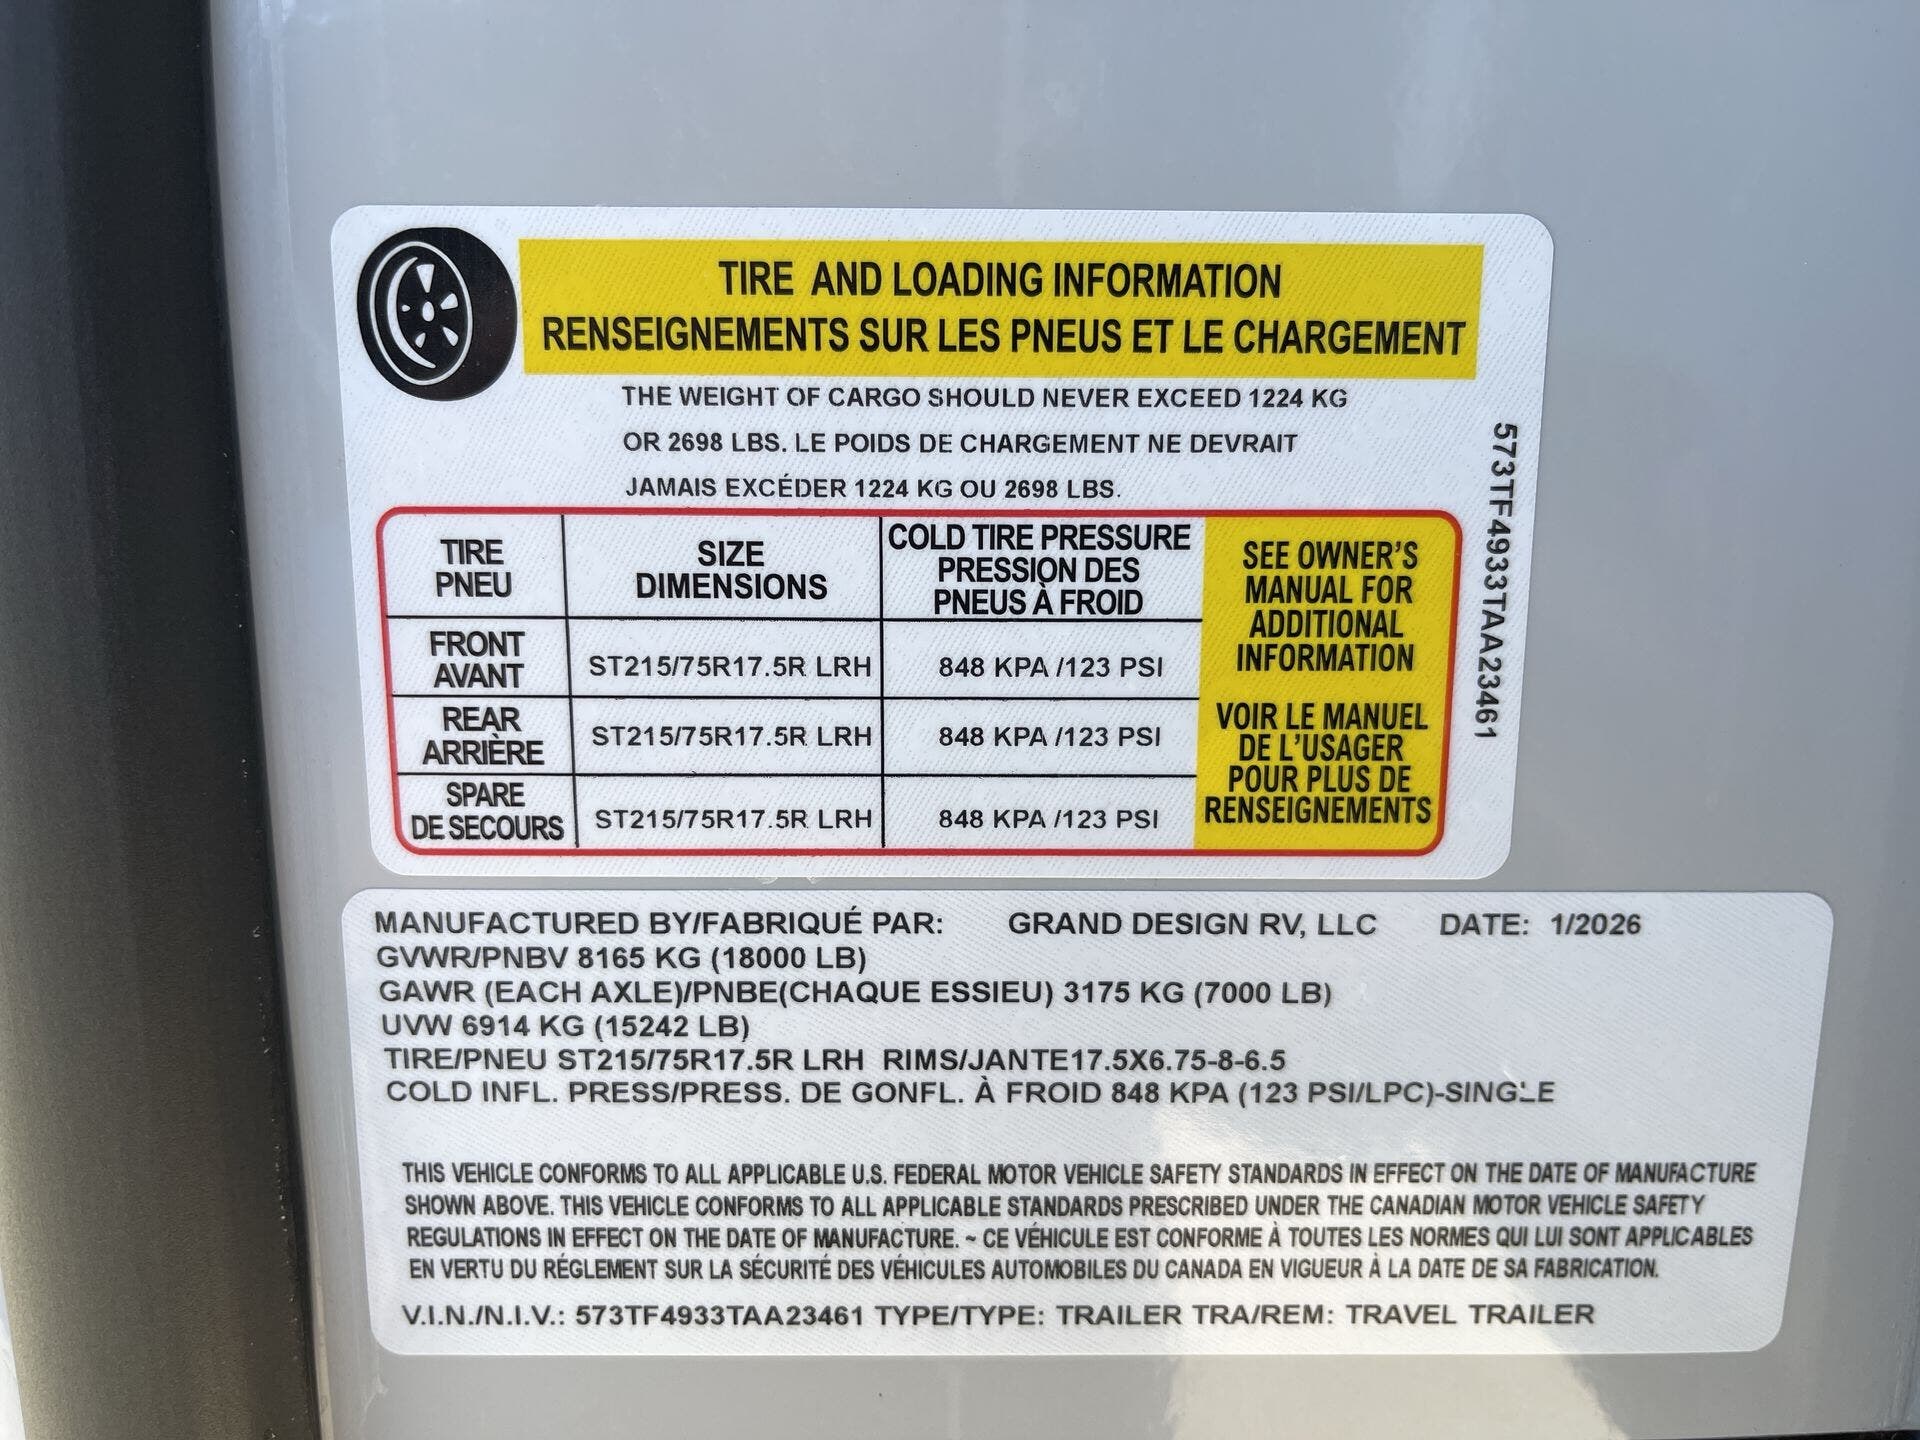 TIRE AND LOADING INFORMATION
RENSEIGNEMENTS SUR LES PNEUS ET LE CHARGEMENT
THE WEIGHT OF CARGO SHOULD NEVER EXCEED 1224 KG
OR 2698 LBS. LE POIDS DE CHARGEMENT NE DEVRAIT
JAMAIS EXCÉDER 1224 KG OU 2698 LBS.
TIRE
PNEU
SIZE
DIMENSIONS
COLD TIRE PRESSURE
PRESSION DES
PNEUS À FROID
FRONT
AVANT
ST215/75R17.5R LRH
848 KPA /123 PSI
REAR
ARRIÈRE
ST215/75R17.5R LRH
848 KPA /123 PSI
SPARE
DE SECOURS
ST215/75R17.5R LRH
848 KPA /123 PSI
SEE OWNER'S
MANUAL FOR
ADDITIONAL
INFORMATION
VOIR LE MANUEL
DE L'USAGER
POUR PLUS DE
RENSEIGNEMENTS
573TF4933TAA23461
MANUFACTURED BY/FABRIQUÉ PAR: GRAND DESIGN RV, LLC DATE: 1/2026
GVWR/PNBV 8165 KG (18000 LB)
GAWR (EACH AXLE)/PNBE(CHAQUE ESSIEU) 3175 KG (7000 LB)
UVW 6914 KG (15242 LB)
TIRE/PNEU ST215/75R17.5R LRH RIMS/JANTE17.5X6.75-8-6.5
COLD INFL. PRESS/PRESS. DE GONFL. À FROID 848 KPA (123 PSI/LPC)-SINGLE
THIS VEHICLE CONFORMS TO ALL APPLICABLE U.S. FEDERAL MOTOR VEHICLE SAFETY STANDARDS IN EFFECT ON THE DATE OF MANUFACTURE
SHOWN ABOVE. THIS VEHICLE CONFORMS TO ALL APPLICABLE STANDARDS PRESCRIBED UNDER THE CANADIAN MOTOR VEHICLE SAFETY
REGULATIONS IN EFFECT ON THE DATE OF MANUFACTURE. ~ CE VÉHICULE EST CONFORME À TOUTES LES NORMES QUI LUI SONT APPLICABLES
EN VERTU DU RÉGLEMENT SUR LA SÉCURITÉ DES VÉHICULES AUTOMOBILES DU CANADA EN VIGUEUR À LA DATE DE SA FABRICATION.
V.I.N./N.I.V.: 573TF4933TAA23461 TYPE/TYPE: TRAILER TRA/REM: TRAVEL TRAILER